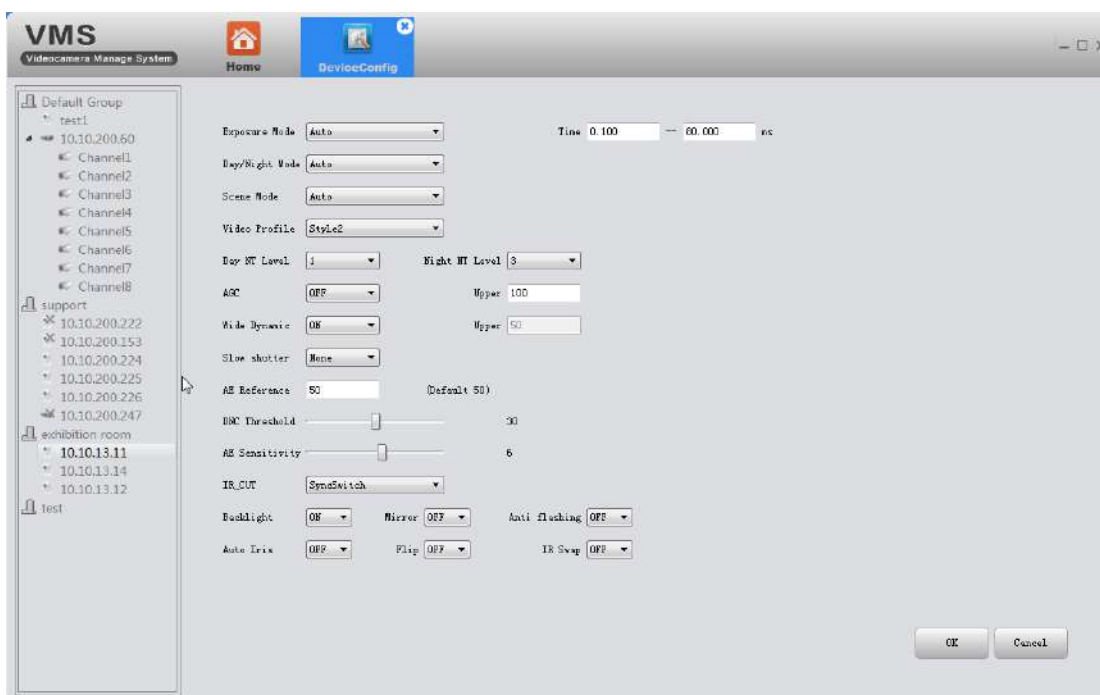 VMS
Videocamera Manage System
Home
DeviceConfig
Default Group
test1
10.10.200.60
Channel1
Channel2
Channel3
Channel4
Channel5
Channel6
Channel7
Channel8
support
10.10.200.222
10.10.200.153
10.10.200.224
10.10.200.225
10.10.200.226
10.10.200.247
exhibition room
10.10.13.11
10.10.13.14
10.10.13.12
test
Exposure Mode Auto Time 0.100 -- 80.000 ms
Day/Night Mode Auto
Scene Mode Auto
Video Profile Style2
Day NT Level 1 Night NT Level 3
AGC OFF Upper 100
Wide Dynamic ON Upper 50
Slow shutter None
AE Reference 50 (Default 50)
DNC Threshold 30
AE Sensitivity 6
IR_CUT SyncSwitch
Backlight ON Mirror OFF Anti flashing OFF
Auto Iris OFF Flip OFF IR Swap OFF
OK Cancel